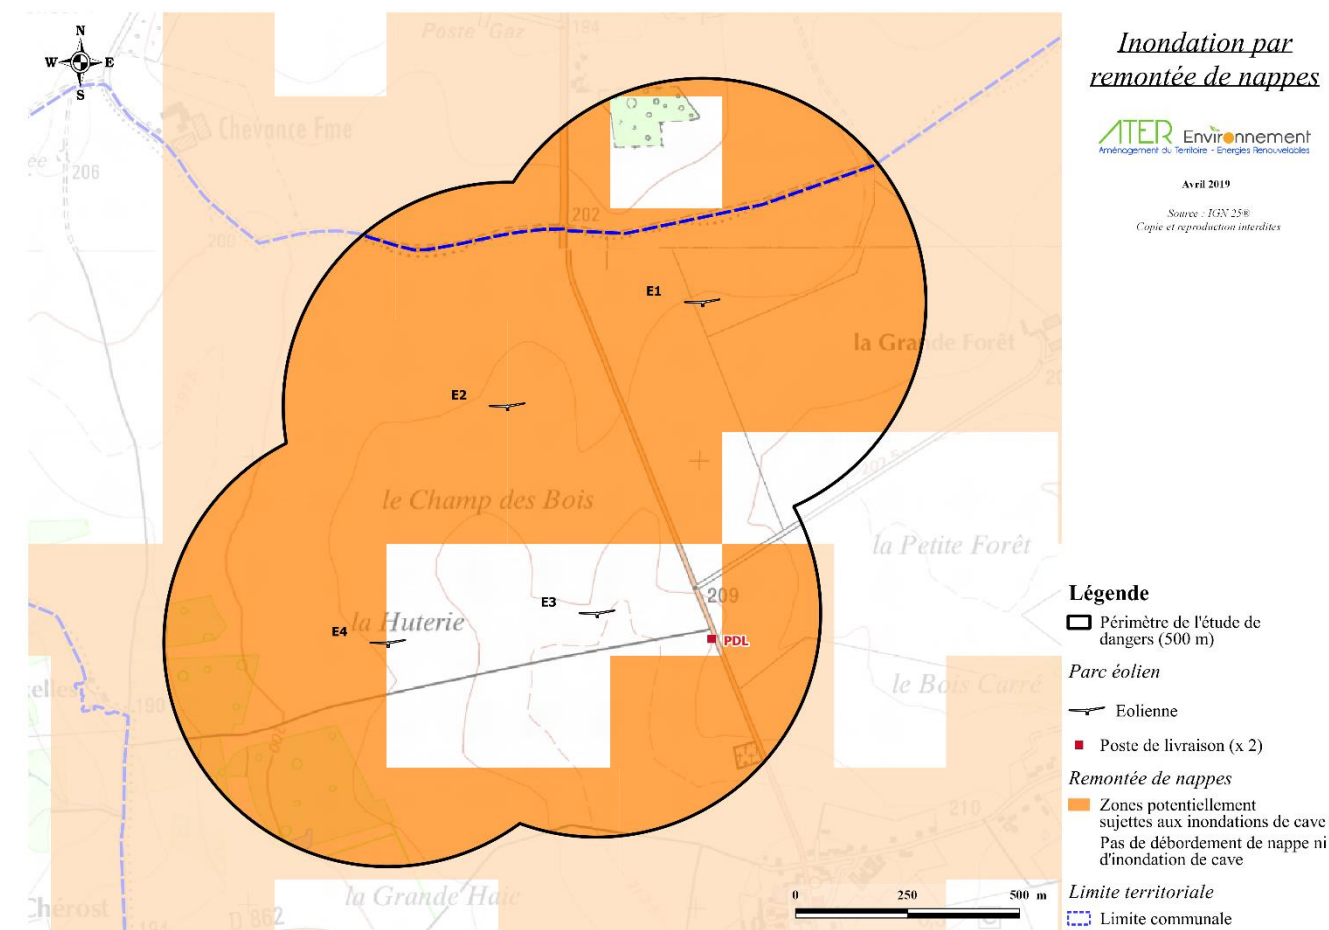 Inondation par
remontée de nappes
ATER Environnement
Aménagement du Territoire - Energies Renouvelables
Avril 2019
Source : IGN 25®
Copie et reproduction interdites
N
W E
S
Poste Gaz
184
Chevance Fme
206
200
202
E1
la Grande Forêt
E2
le Champ des Bois
la Petite Forêt
E3
209
la Huterie
E4
PDL
le Bois Carré
190
200
210
la Grande Haie
D 862
Chérost
194
0 250 500 m
Légende
Périmètre de l'étude de
dangers (500 m)
Parc éolien
Eolienne
Poste de livraison (x 2)
Remontée de nappes
Zones potentiellement
sujettes aux inondations de cave
Pas de débordement de nappe ni
d'inondation de cave
Limite territoriale
Limite communale